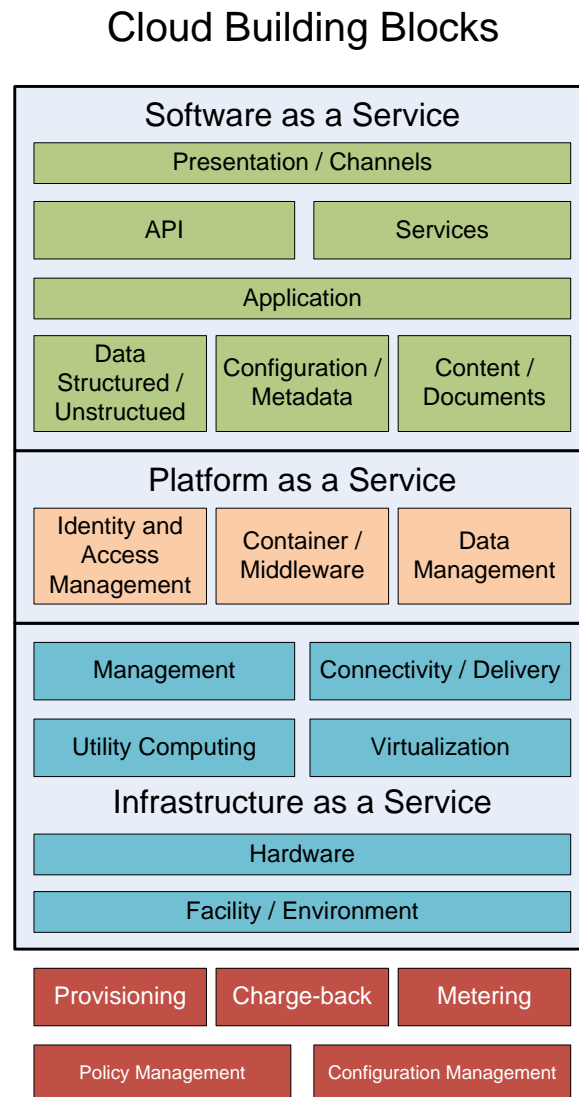 Cloud Building Blocks
Software as a Service
Presentation / Channels
API
Services
Application
Data
Structured /
Unstructued
Configuration /
Metadata
Content /
Documents
Platform as a Service
Identity and
Access
Management
Container /
Middleware
Data
Management
Management
Connectivity / Delivery
Utility Computing
Virtualization
Infrastructure as a Service
Hardware
Facility / Environment
Provisioning
Charge-back
Metering
Policy Management
Configuration Management